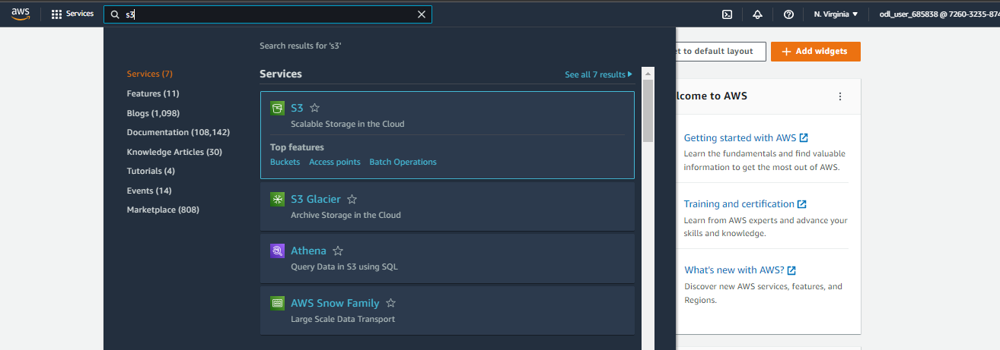 aws
Services
s3
N. Virginia
odl_user_685838 @ 7260-3235-874
Search results for 's3'
Services (7)
Features (11)
Blogs (1,098)
Documentation (108,142)
Knowledge Articles (30)
Tutorials (4)
Events (14)
Marketplace (808)
Services
See all 7 results
S3
Scalable Storage in the Cloud
Top features
Buckets Access points Batch Operations
S3 Glacier
Archive Storage in the Cloud
Athena
Query Data in S3 using SQL
AWS Snow Family
Large Scale Data Transport
et to default layout
+ Add widgets
lcome to AWS
Getting started with AWS
Learn the fundamentals and find valuable
information to get the most out of AWS.
Training and certification
Learn from AWS experts and advance your
skills and knowledge.
What's new with AWS?
Discover new AWS services, features, and
Regions.